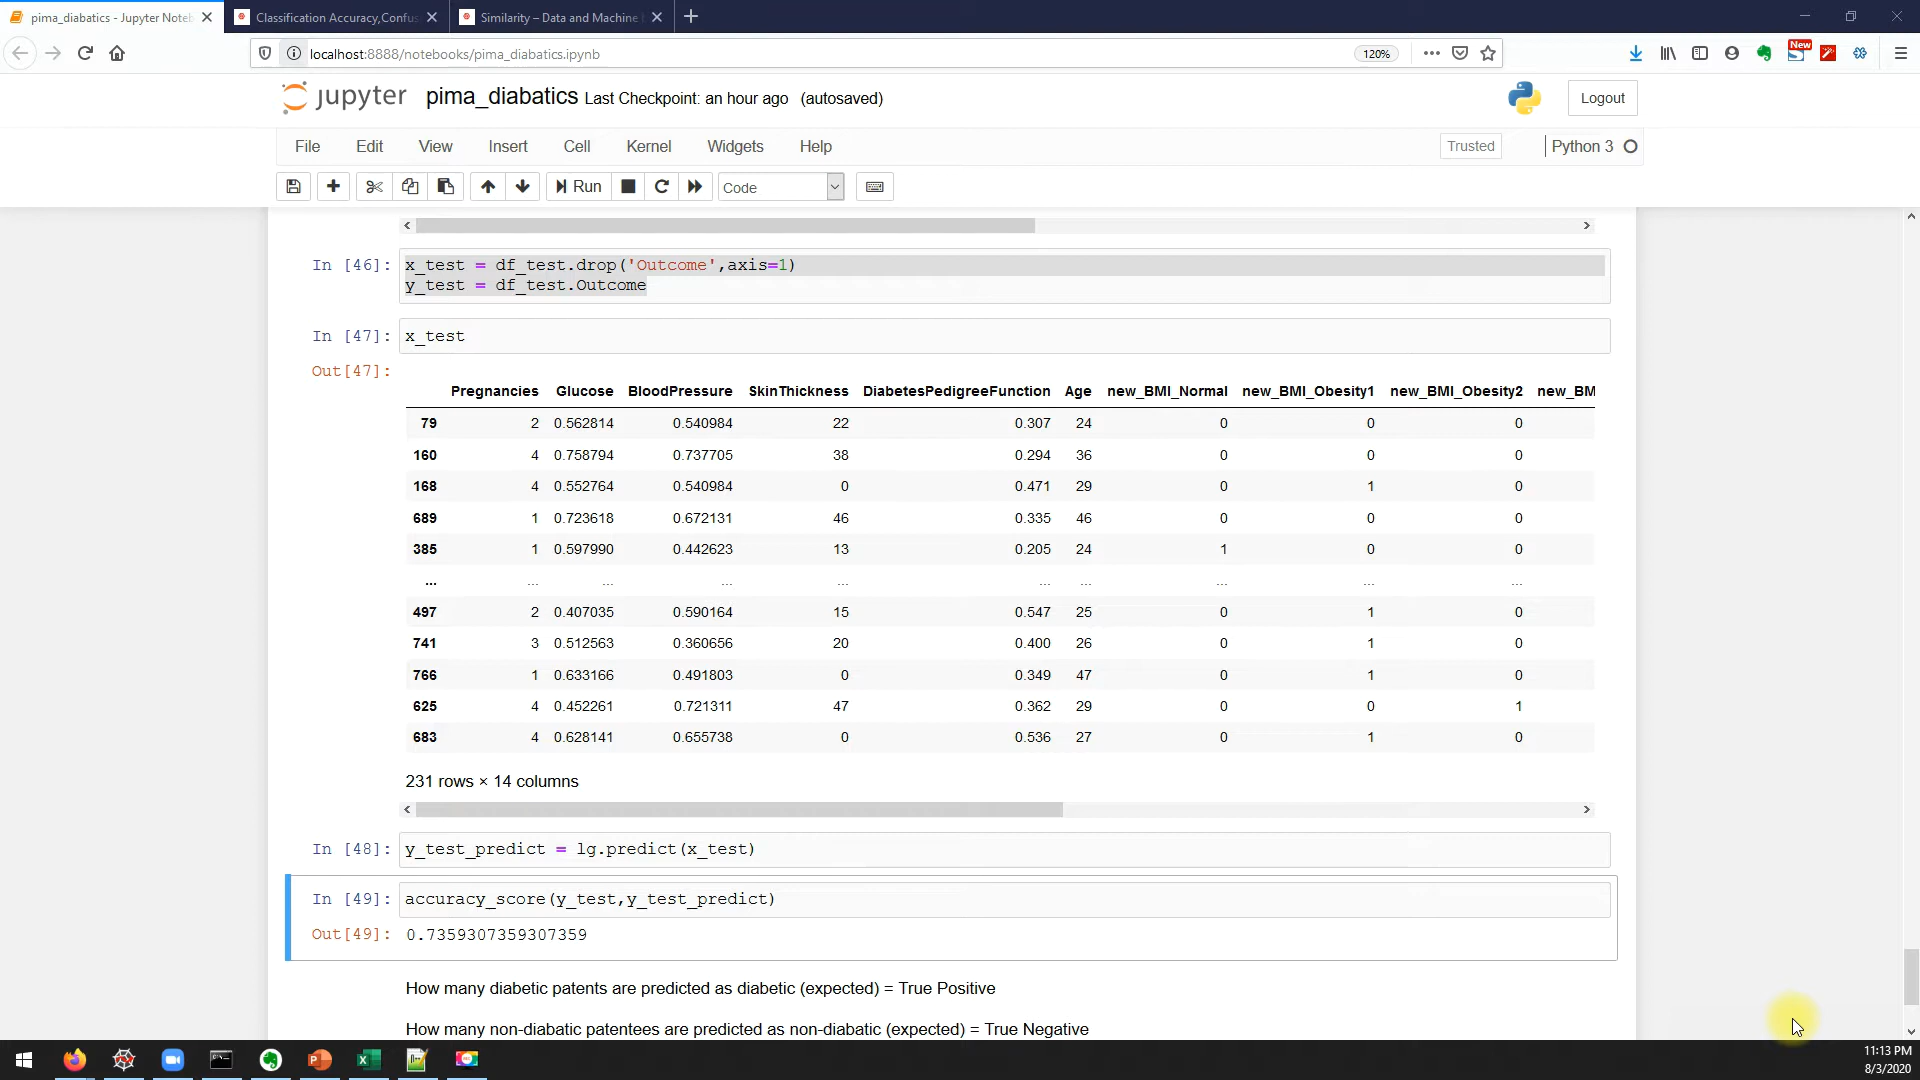 pima_diabatics - Jupyter Noteb
Classification Accuracy,Confus
Similarity – Data and Machine
localhost:8888/notebooks/pima_diabatics.ipynb
120%
New
jupyter pima_diabatics Last Checkpoint: an hour ago (autosaved)
Logout
File Edit View Insert Cell Kernel Widgets Help
Trusted
Python 3
Run
Code
In [46]: x_test = df_test.drop('Outcome',axis=1)
y_test = df_test.Outcome
In [47]: x_test
Out[47]:
Pregnancies Glucose BloodPressure SkinThickness DiabetesPedigreeFunction Age new_BMI_Normal new_BMI_Obesity1 new_BMI_Obesity2 new_BM
79 2 0.562814 0.540984 22 0.307 24 0 0 0
160 4 0.758794 0.737705 38 0.294 36 0 0 0
168 4 0.552764 0.540984 0 0.471 29 0 1 0
689 1 0.723618 0.672131 46 0.335 46 0 0 0
385 1 0.597990 0.442623 13 0.205 24 1 0 0
... ... ... ... ... ... ... ... ... ...
497 2 0.407035 0.590164 15 0.547 25 0 1 0
741 3 0.512563 0.360656 20 0.400 26 0 1 0
766 1 0.633166 0.491803 0 0.349 47 0 1 0
625 4 0.452261 0.721311 47 0.362 29 0 0 1
683 4 0.628141 0.655738 0 0.536 27 0 1 0
231 rows × 14 columns
In [48]: y_test_predict = lg.predict(x_test)
In [49]: accuracy_score(y_test,y_test_predict)
Out[49]: 0.7359307359307359
How many diabetic patents are predicted as diabetic (expected) = True Positive
How many non-diabatic patentees are predicted as non-diabatic (expected) = True Negative
11:13 PM
8/3/2020